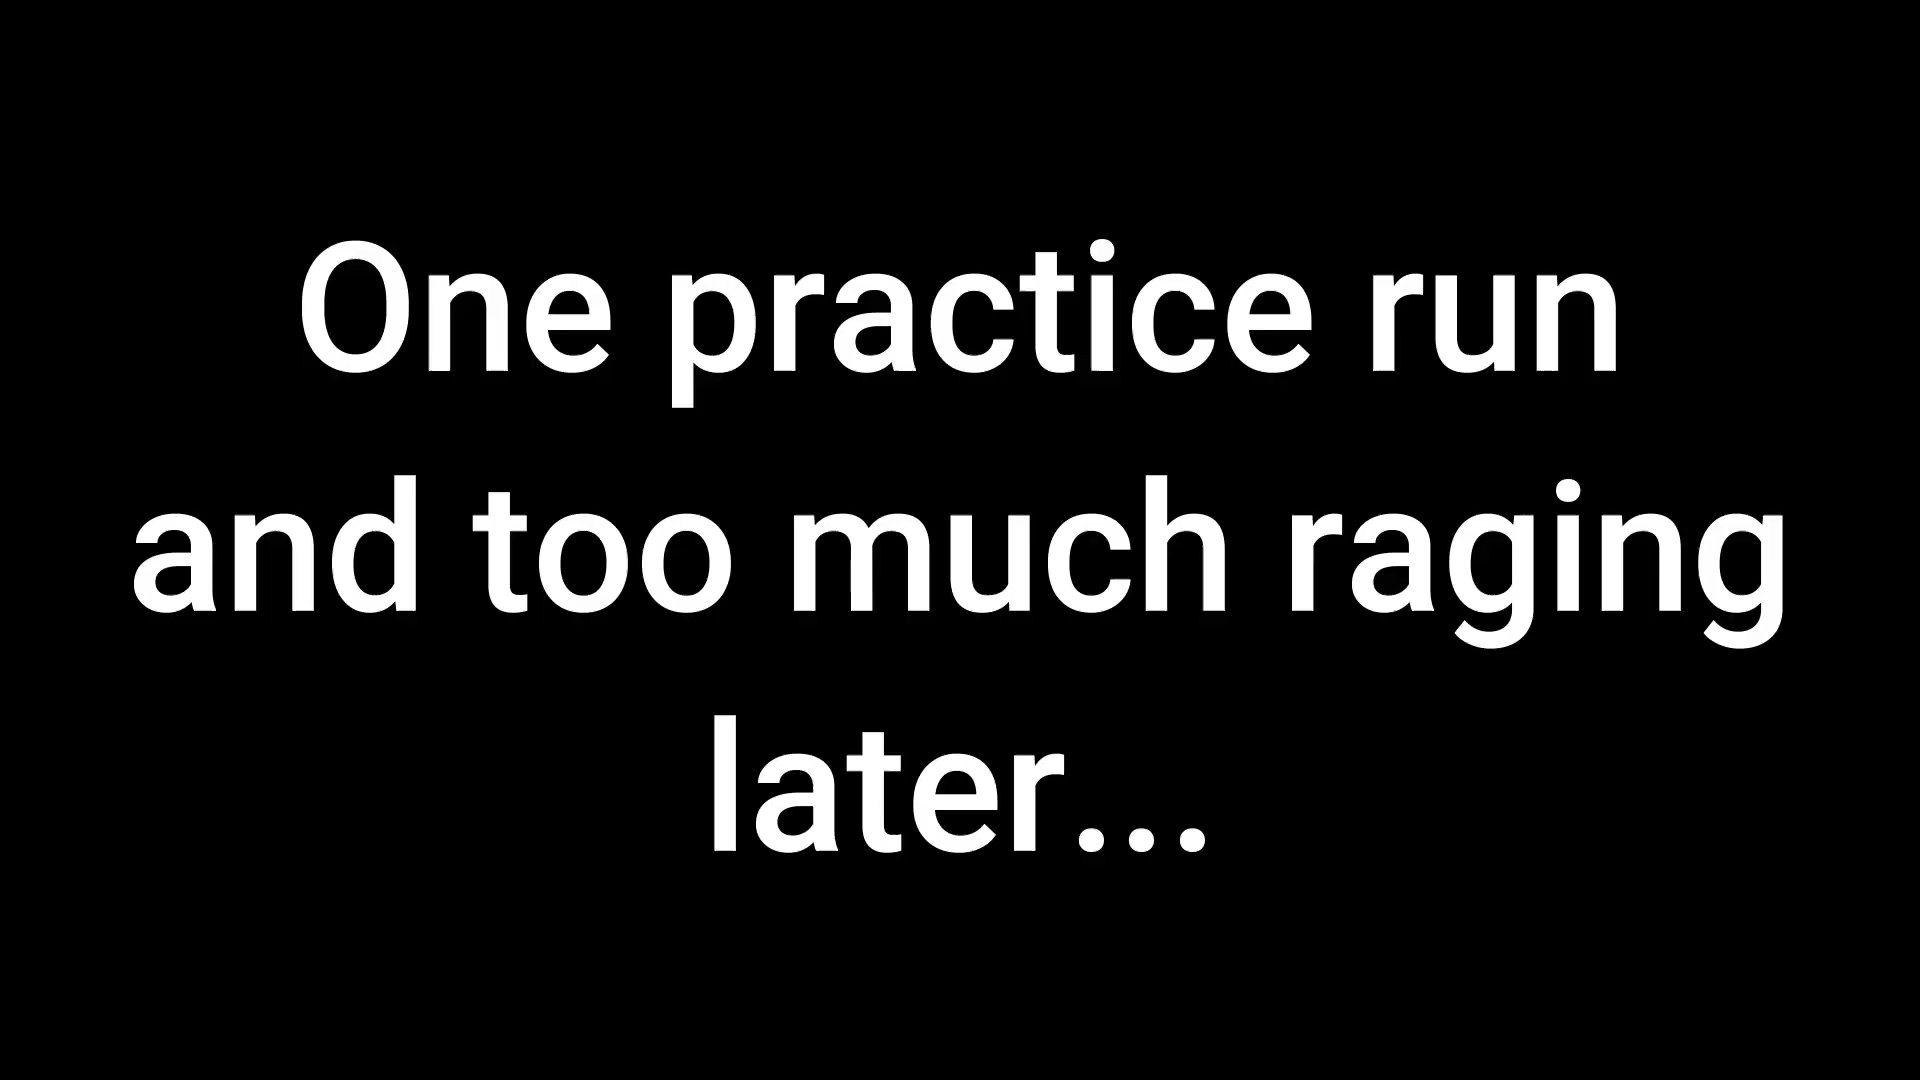 One practice run
and too much raging
later...